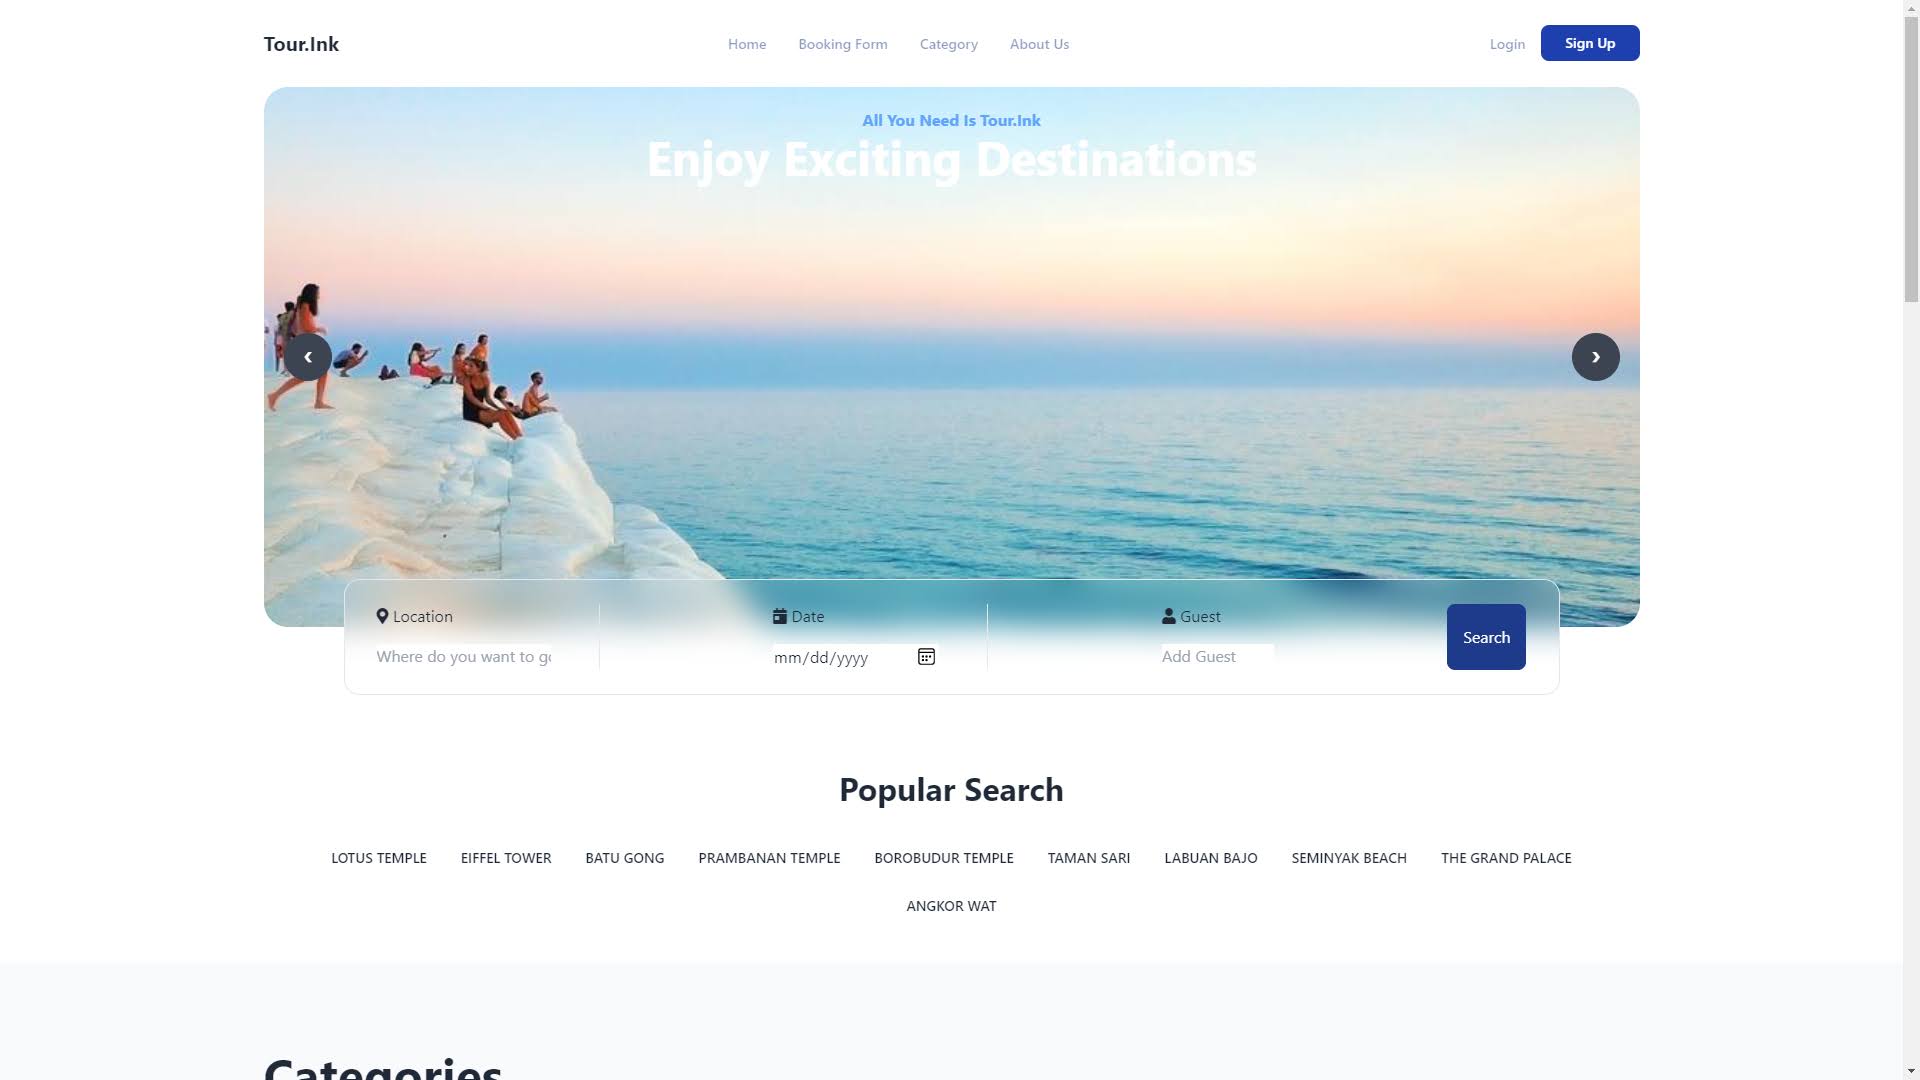 Tour.Ink
Home Booking Form Category About Us
Login Sign Up
All You Need Is Tour.Ink
Enjoy Exciting Destinations
‹ ›
Location Date Guest
Where do you want to go mm/dd/yyyy Add Guest
Search
Popular Search
LOTUS TEMPLE EIFFEL TOWER BATU GONG PRAMBANAN TEMPLE BOROBUDUR TEMPLE TAMAN SARI LABUAN BAJO SEMINYAK BEACH THE GRAND PALACE
ANGKOR WAT
Categories